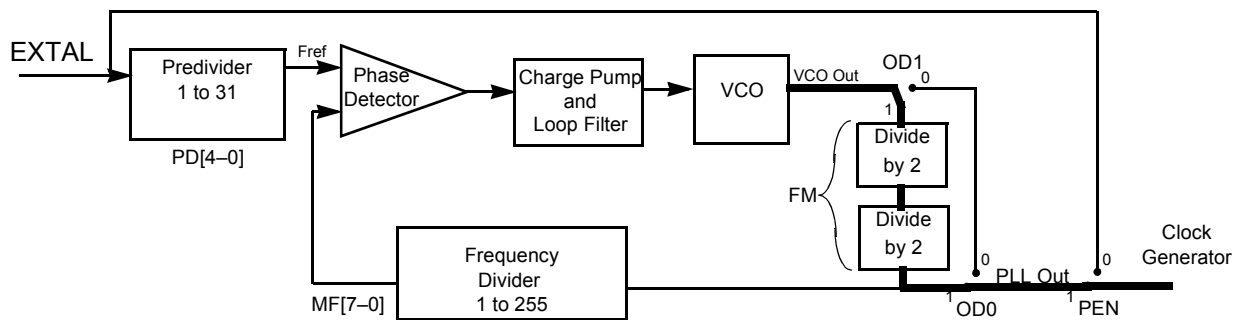 EXTAL
Predivider
1 to 31
PD[4–0]
Fref
Phase
Detector
Charge Pump
and
Loop Filter
VCO
VCO Out
OD1
0
1
Divide
by 2
FM
Divide
by 2
Frequency
Divider
1 to 255
MF[7–0]
0
1
OD0
PLL Out
0
1
PEN
Clock
Generator